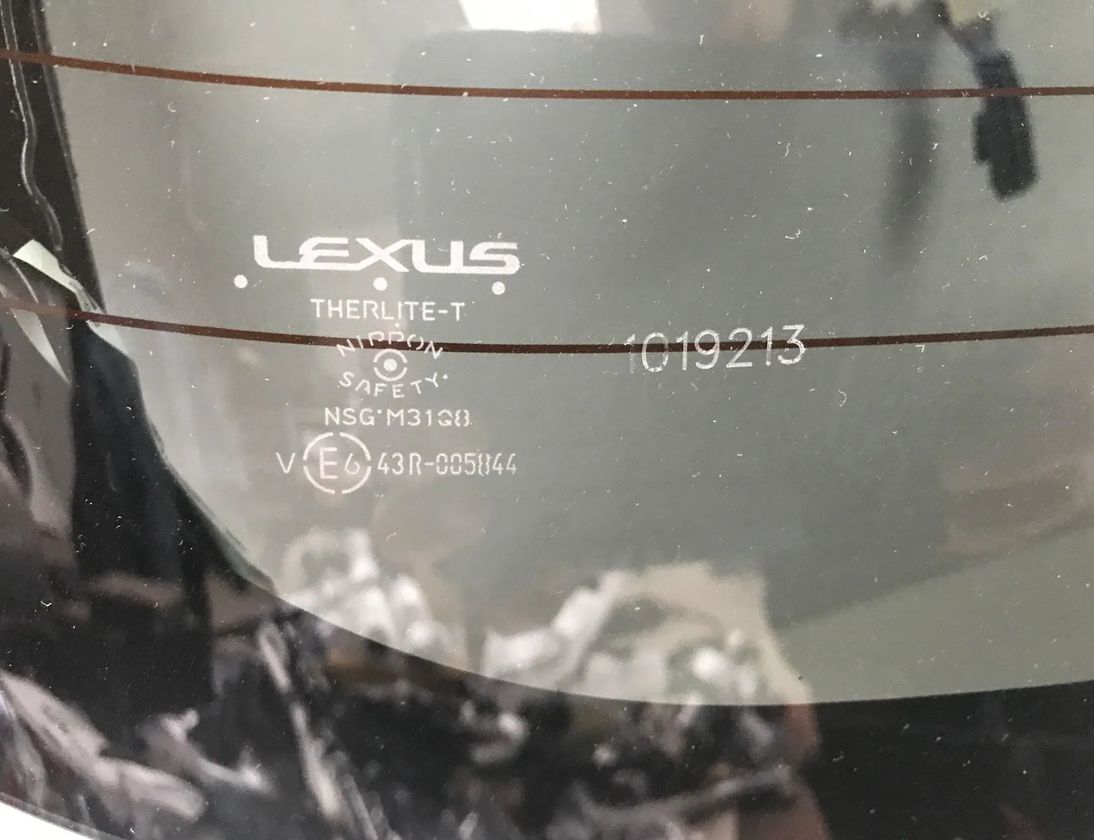 LEXUS
THERLITE-T
NIPPON
SAFETY
1019213
NSG M31Q8
V E6 43R-005844